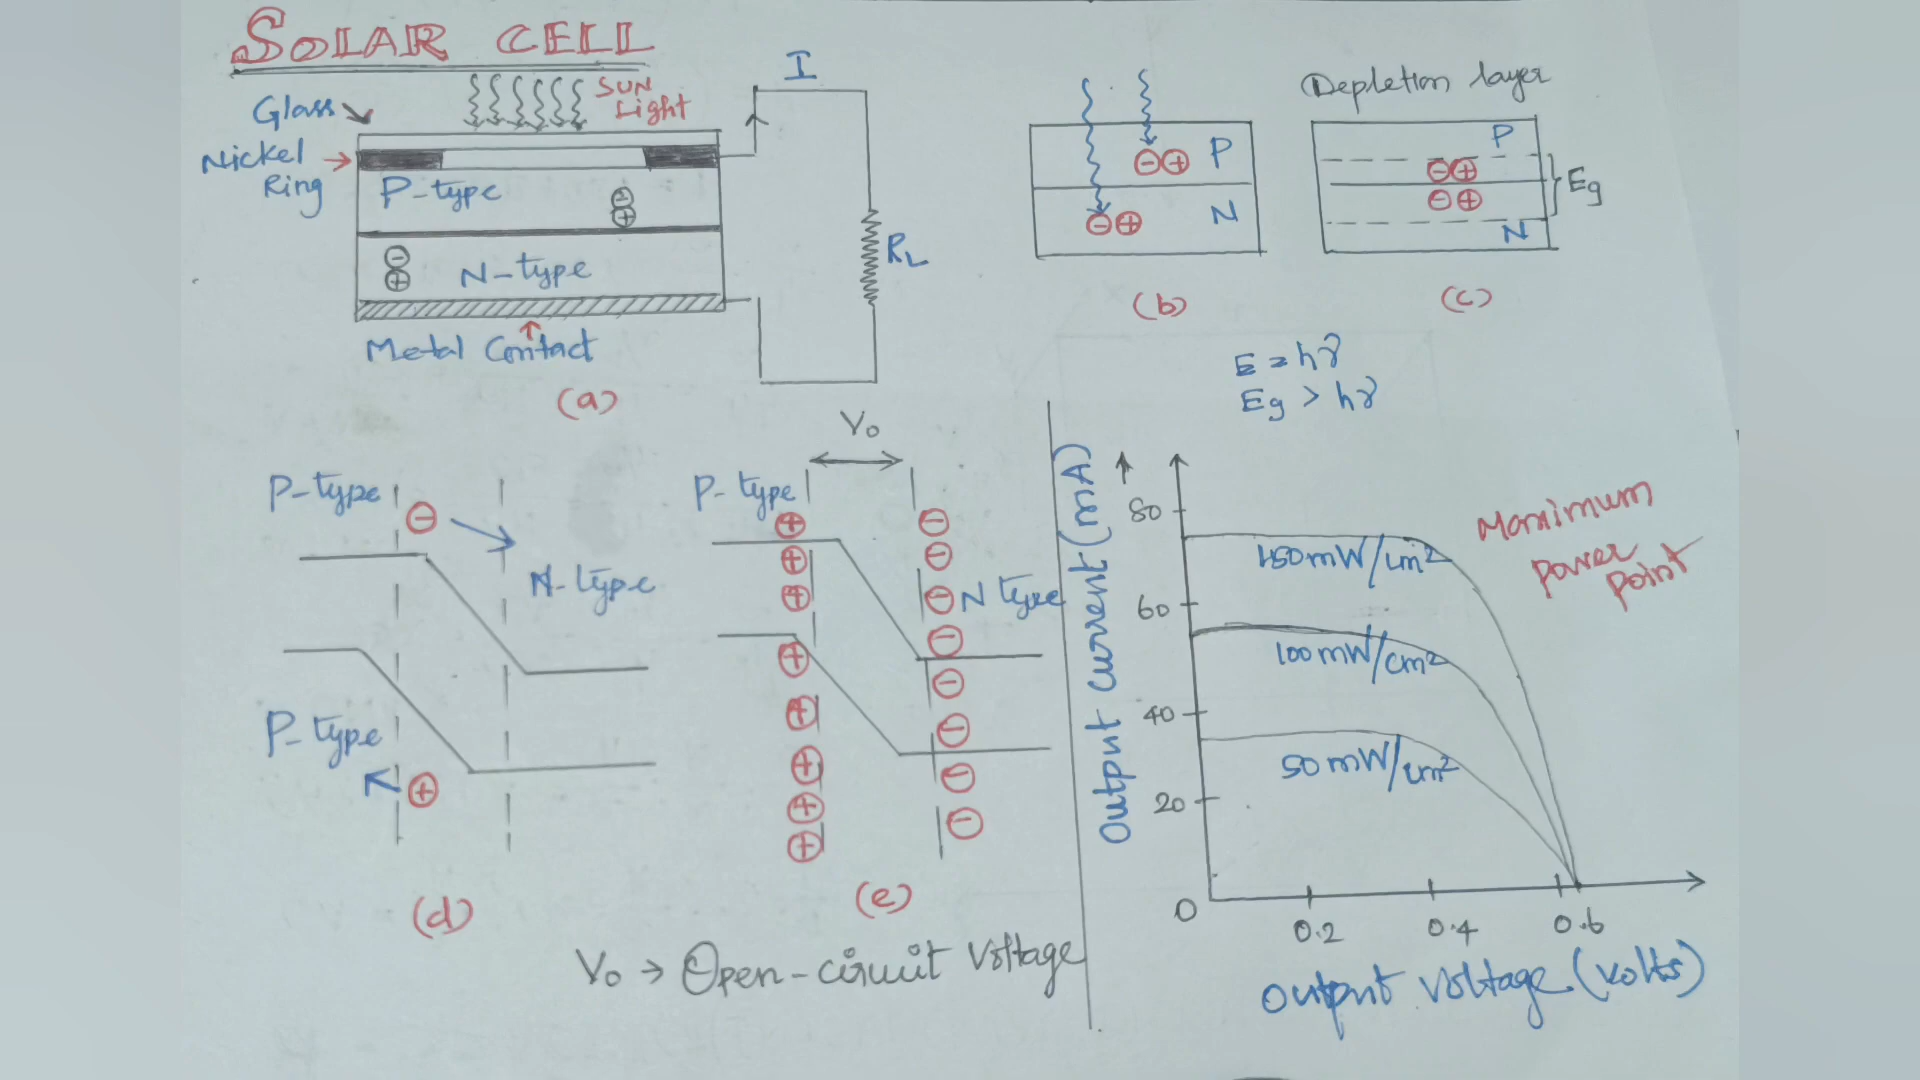 SOLAR CELL
SUN
Light
Glass
Nickel
Ring
P-type
N-type
Metal Contact
(a)
I
RL
P
N
(b)
Depletion layer
P
Eg
N
(c)
E = hγ
Eg > hγ
P-type
N-type
P-type
(d)
V₀
P-type
N type
(e)
V₀ → Open-circuit Voltage
Output current (mA)
80
60
40
20
0
0.2
0.4
0.6
150mW/cm²
100mW/cm²
50mW/cm²
Maximum
Power
Point
Output Voltage (volts)